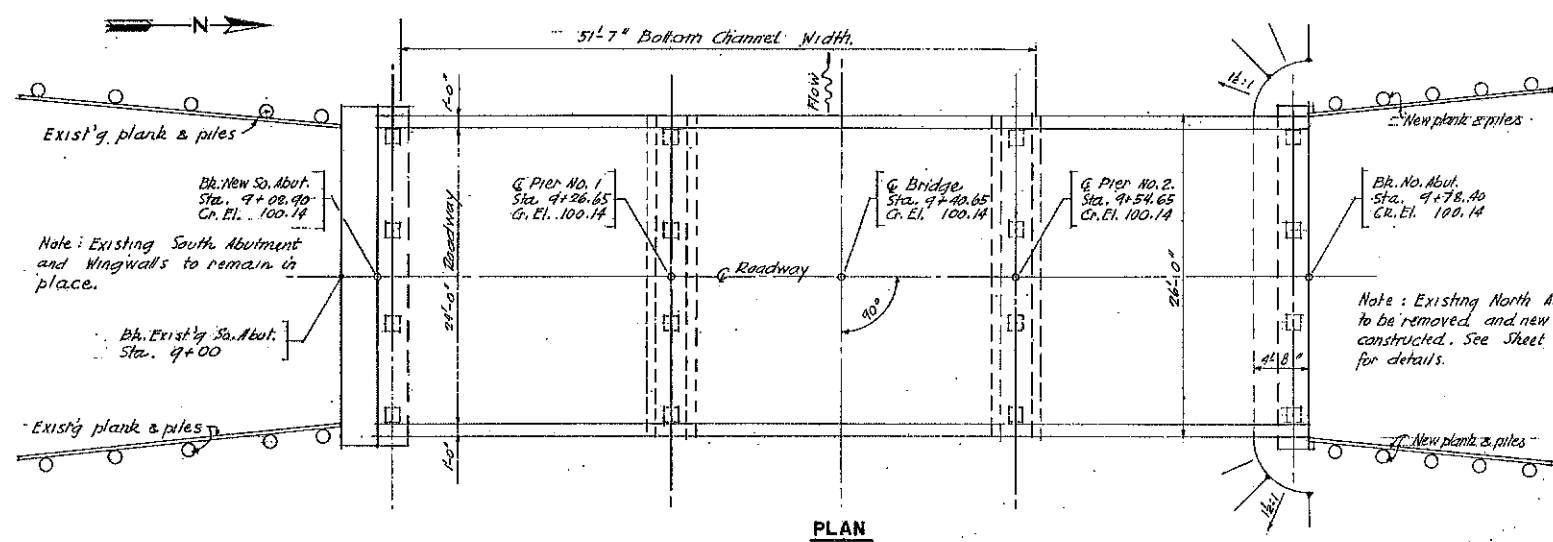 N
51'-7" Bottom Channel Width.
Flow
1'-0"
1½:1
Exist'g plank & piles
New plank & piles
Bk. New So. Abut.
Sta. 9+02.90
Gr. El. 100.14
24'-0" Roadway
℄ Pier No. 1
Sta. 9+26.65
Gr. El. 100.14
℄ Bridge
Sta. 9+40.65
Gr. El. 100.14
℄ Pier No. 2.
Sta. 9+54.65
Gr. El. 100.14
Bk. No. Abut.
Sta. 9+78.40
Gr. El. 100.14
Note: Existing South Abutment
and Wingwalls to remain in
place.
℄ Roadway
90°
26'-0"
Note: Existing North A
to be removed and new
constructed. See Sheet
for details.
4'-8"
Bk. Exist'g So. Abut.
Sta. 9+00
Exist'g plank & piles
1'-0"
New plank & piles
1½:1
PLAN